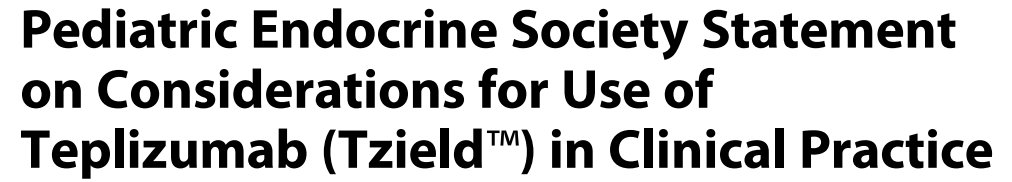 Pediatric Endocrine Society Statement
on Considerations for Use of
Teplizumab (Tzield™) in Clinical Practice